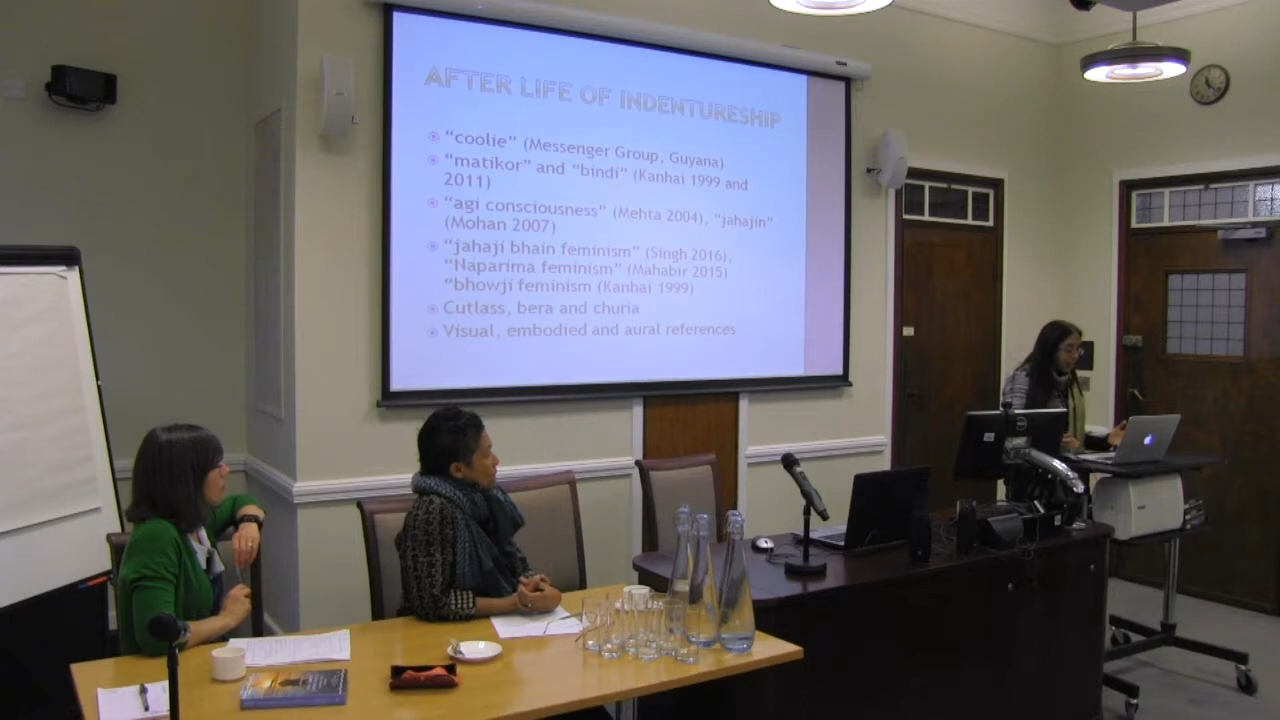 AFTER LIFE OF INDENTURESHIP
"coolie" (Messenger Group, Guyana)
"matikor" and "bindi" (Kanhai 1999 and
2011)
"agi consciousness" (Mehta 2004), "jahajin"
(Mohan 2007)
"jahaji bhain feminism" (Singh 2016),
"Naparima feminism" (Mahabir 2015)
"bhowji feminism (Kanhai 1999)
Cutlass, bera and churia
Visual, embodied and aural references